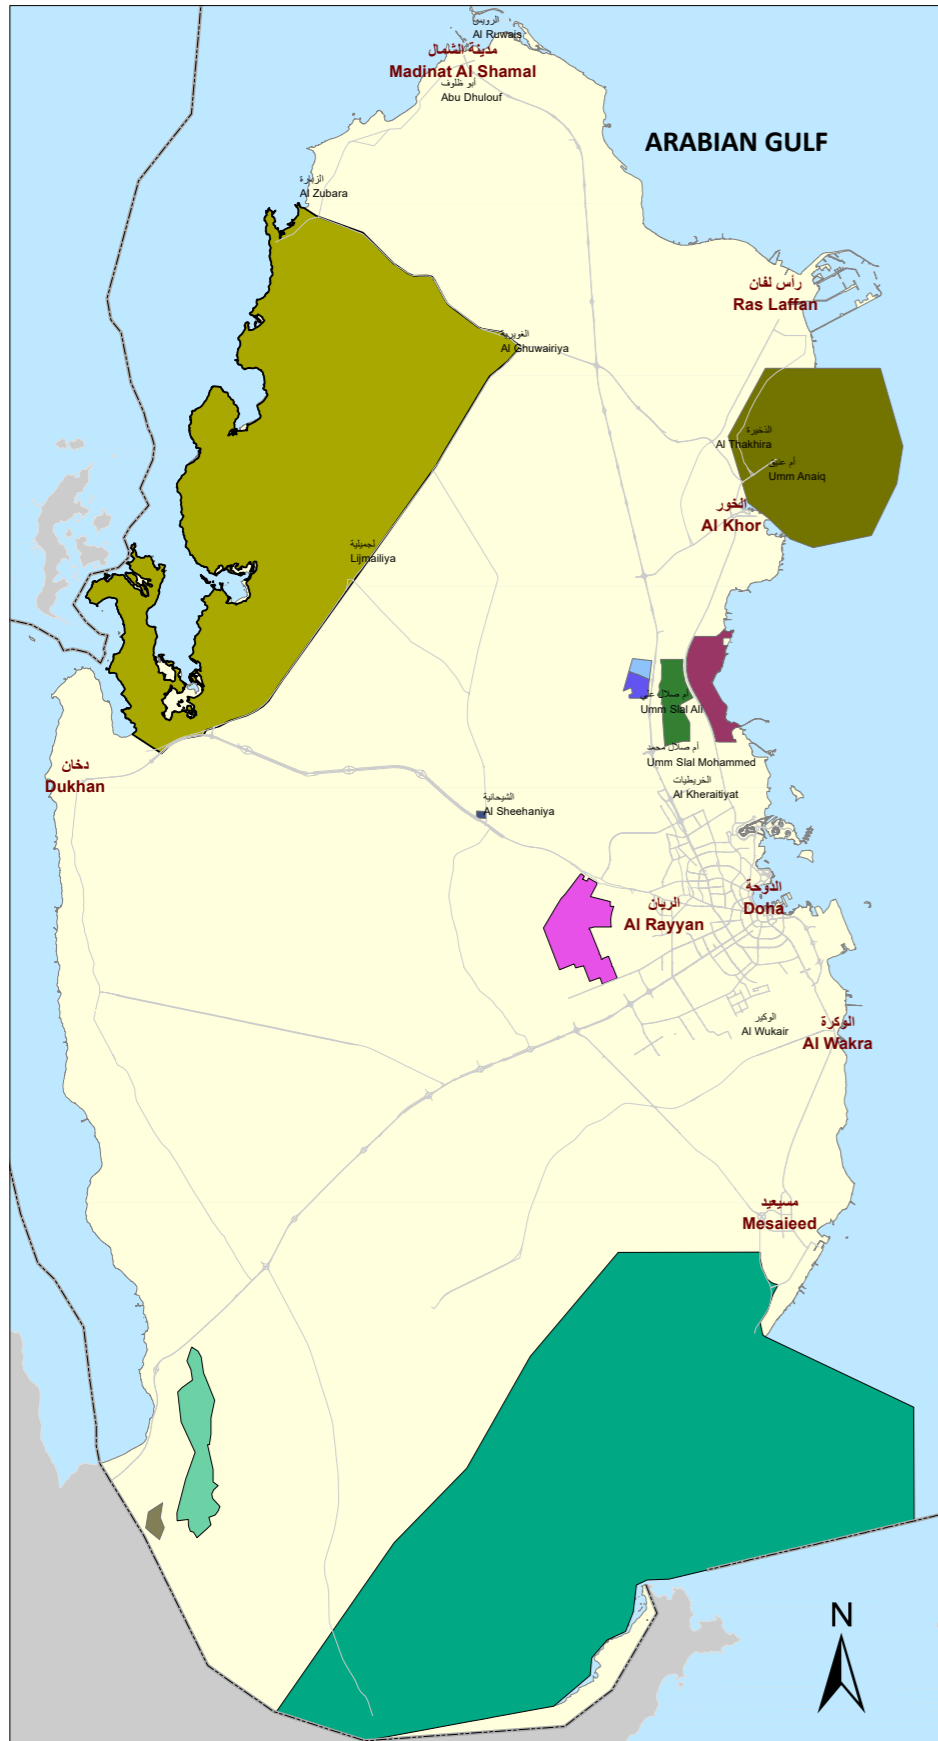 الرويس
Al Ruwais
مدينة الشمال
Madinat Al Shamal
أبو ظلوف
Abu Dhulouf
ARABIAN GULF
الزبارة
Al Zubara
رأس لفان
Ras Laffan
الغويرية
Al Ghuwairiya
الذخيرة
Al Thakhira
أم عنيق
Umm Anaiq
الخور
Al Khor
لجميلية
Lijmailiya
أم صلال علي
Umm Slal Ali
أم صلال محمد
Umm Slal Mohammed
دخان
Dukhan
الخريطيات
Al Kheraitiyat
الشيحانية
Al Sheehaniya
الدوحة
Doha
الريان
Al Rayyan
الوكير
Al Wukair
الوكرة
Al Wakra
مسيعيد
Mesaieed
N